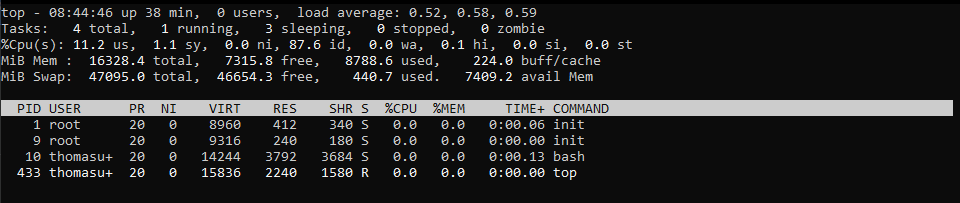 top - 08:44:46 up 38 min,  0 users,  load average: 0.52, 0.58, 0.59
Tasks:   4 total,   1 running,   3 sleeping,   0 stopped,   0 zombie
%Cpu(s): 11.2 us,  1.1 sy,  0.0 ni, 87.6 id,  0.0 wa,  0.1 hi,  0.0 si,  0.0 st
MiB Mem :  16328.4 total,   7315.8 free,   8788.6 used,    224.0 buff/cache
MiB Swap:  47095.0 total,  46654.3 free,    440.7 used.   7409.2 avail Mem
PID USER      PR  NI    VIRT    RES    SHR S  %CPU  %MEM     TIME+ COMMAND
1 root      20   0    8960    412    340 S   0.0   0.0   0:00.06 init
9 root      20   0    9316    240    180 S   0.0   0.0   0:00.00 init
10 thomasu+  20   0   14244   3792   3684 S   0.0   0.0   0:00.13 bash
433 thomasu+  20   0   15836   2240   1580 R   0.0   0.0   0:00.00 top